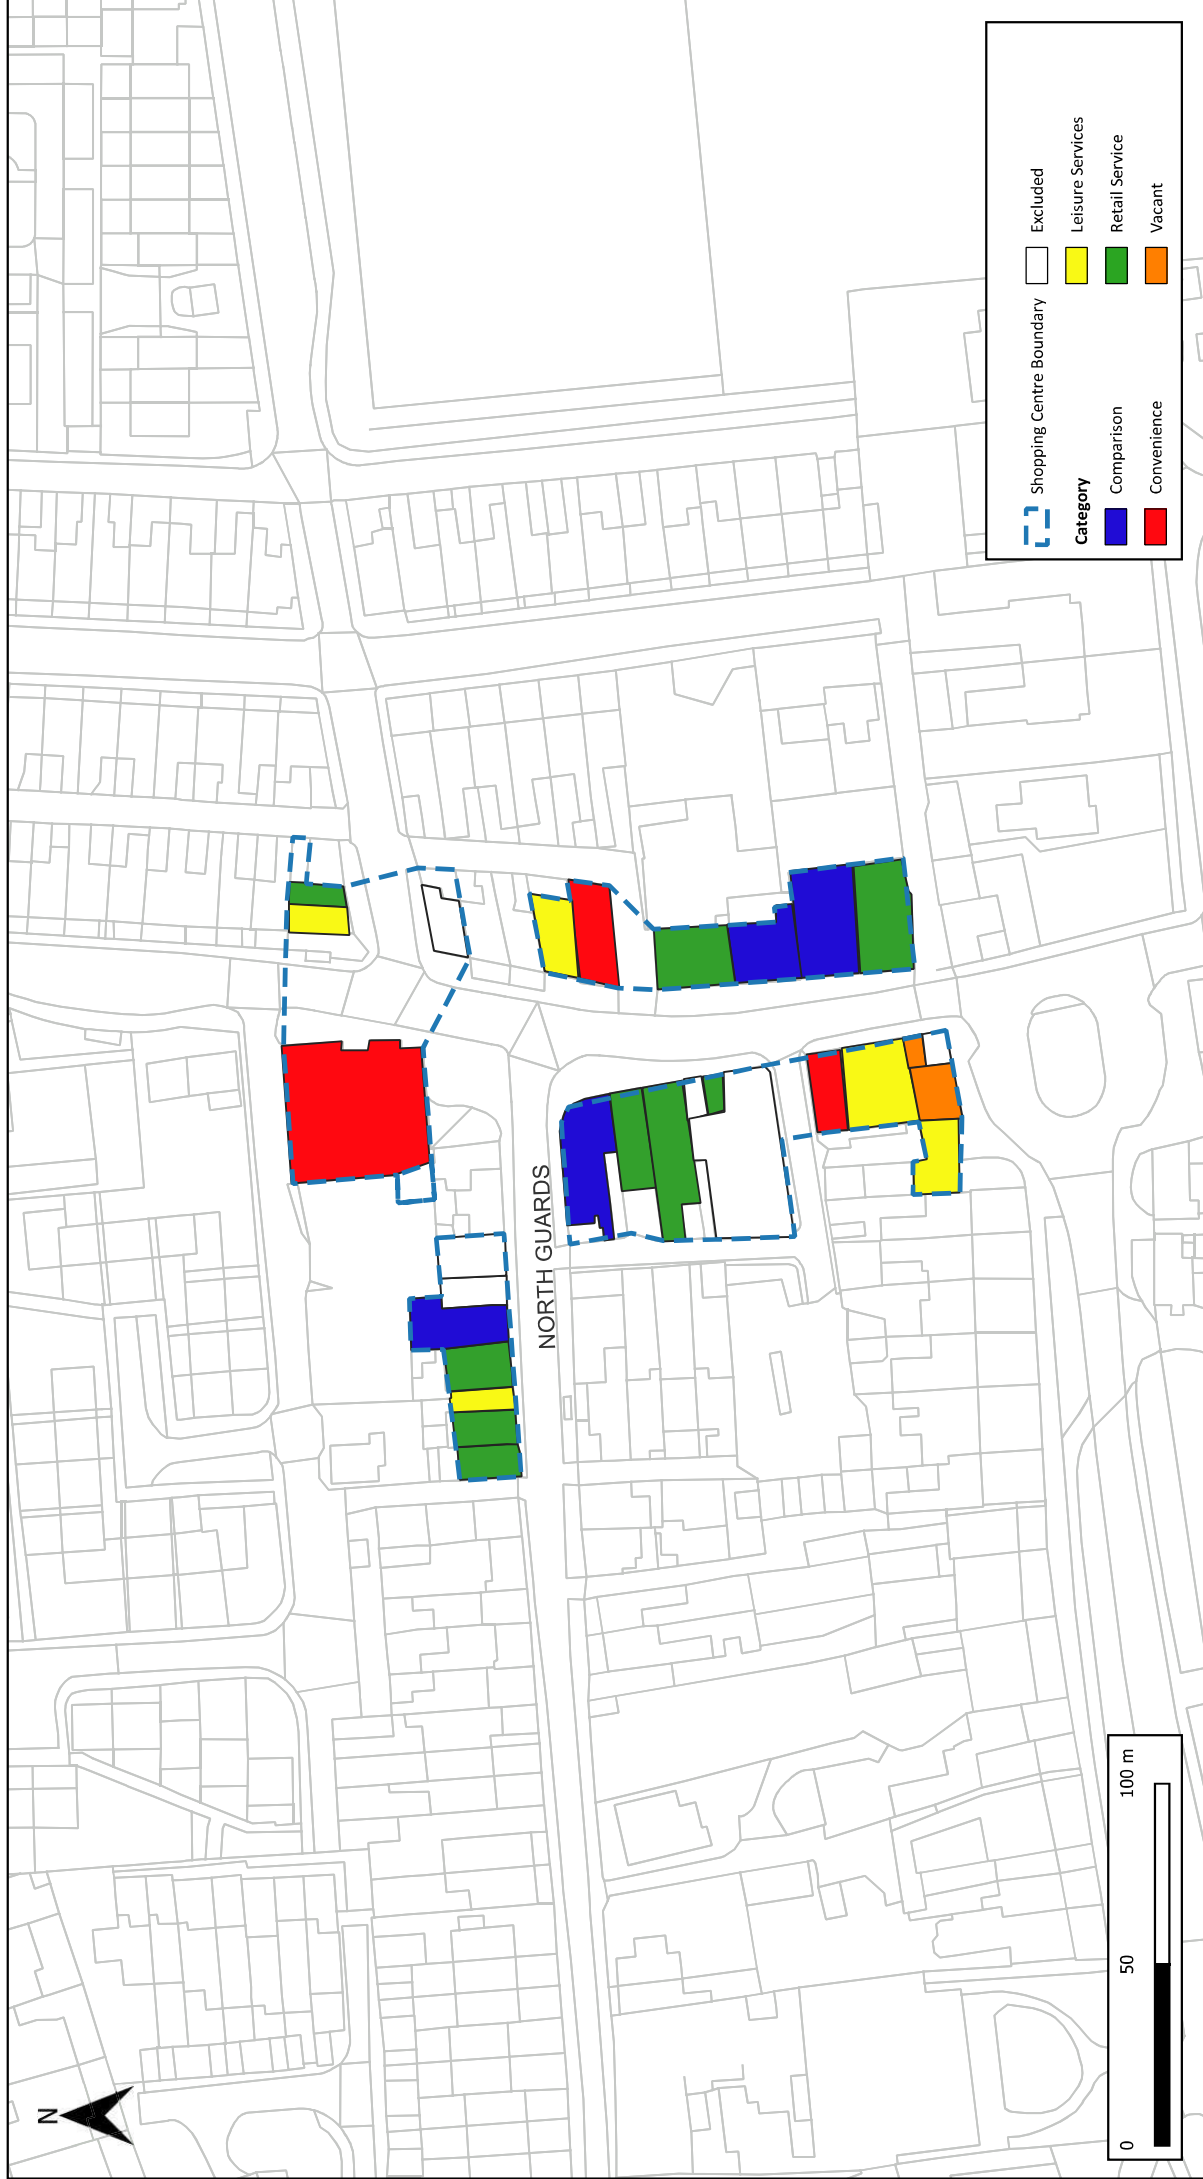 N
NORTH GUARDS
Shopping Centre Boundary
Category
Comparison
Convenience
Excluded
Leisure Services
Retail Service
Vacant
0 50 100 m